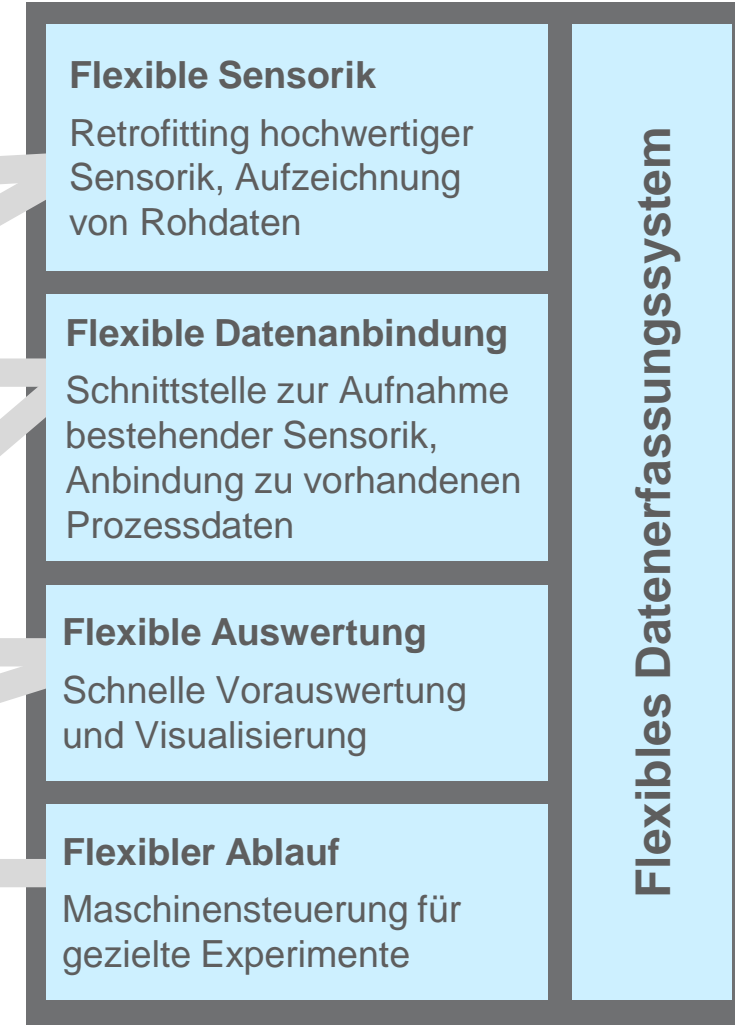 Flexible Sensorik
Retrofitting hochwertiger
Sensorik, Aufzeichnung
von Rohdaten
Flexible Datenanbindung
Schnittstelle zur Aufnahme
bestehender Sensorik,
Anbindung zu vorhandenen
Prozessdaten
Flexible Auswertung
Schnelle Vorauswertung
und Visualisierung
Flexibler Ablauf
Maschinensteuerung für
gezielte Experimente
Flexibles Datenerfassungssystem